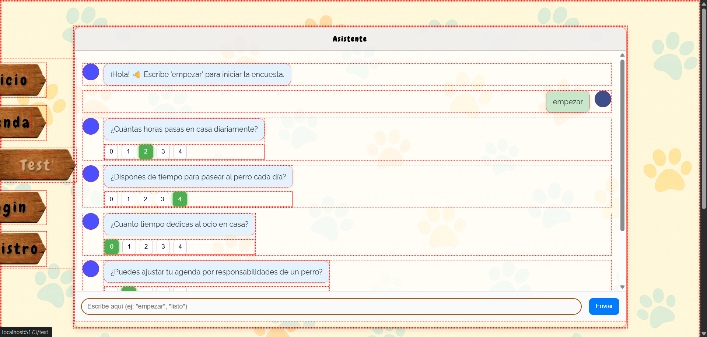 Asistente
¡Hola! 👋 Escribe 'empezar' para iniciar la encuesta.
empezar
¿Cuántas horas pasas en casa diariamente?
0 1 2 3 4
¿Dispones de tiempo para pasear al perro cada día?
0 1 2 3 4
¿Cuánto tiempo dedicas al ocio en casa?
0 1 2 3 4
¿Puedes ajustar tu agenda por responsabilidades de un perro?
Escribe aquí (ej: "empezar", "listo")
Enviar
icio
nda
Test
gin
istro
localhost:5173/test